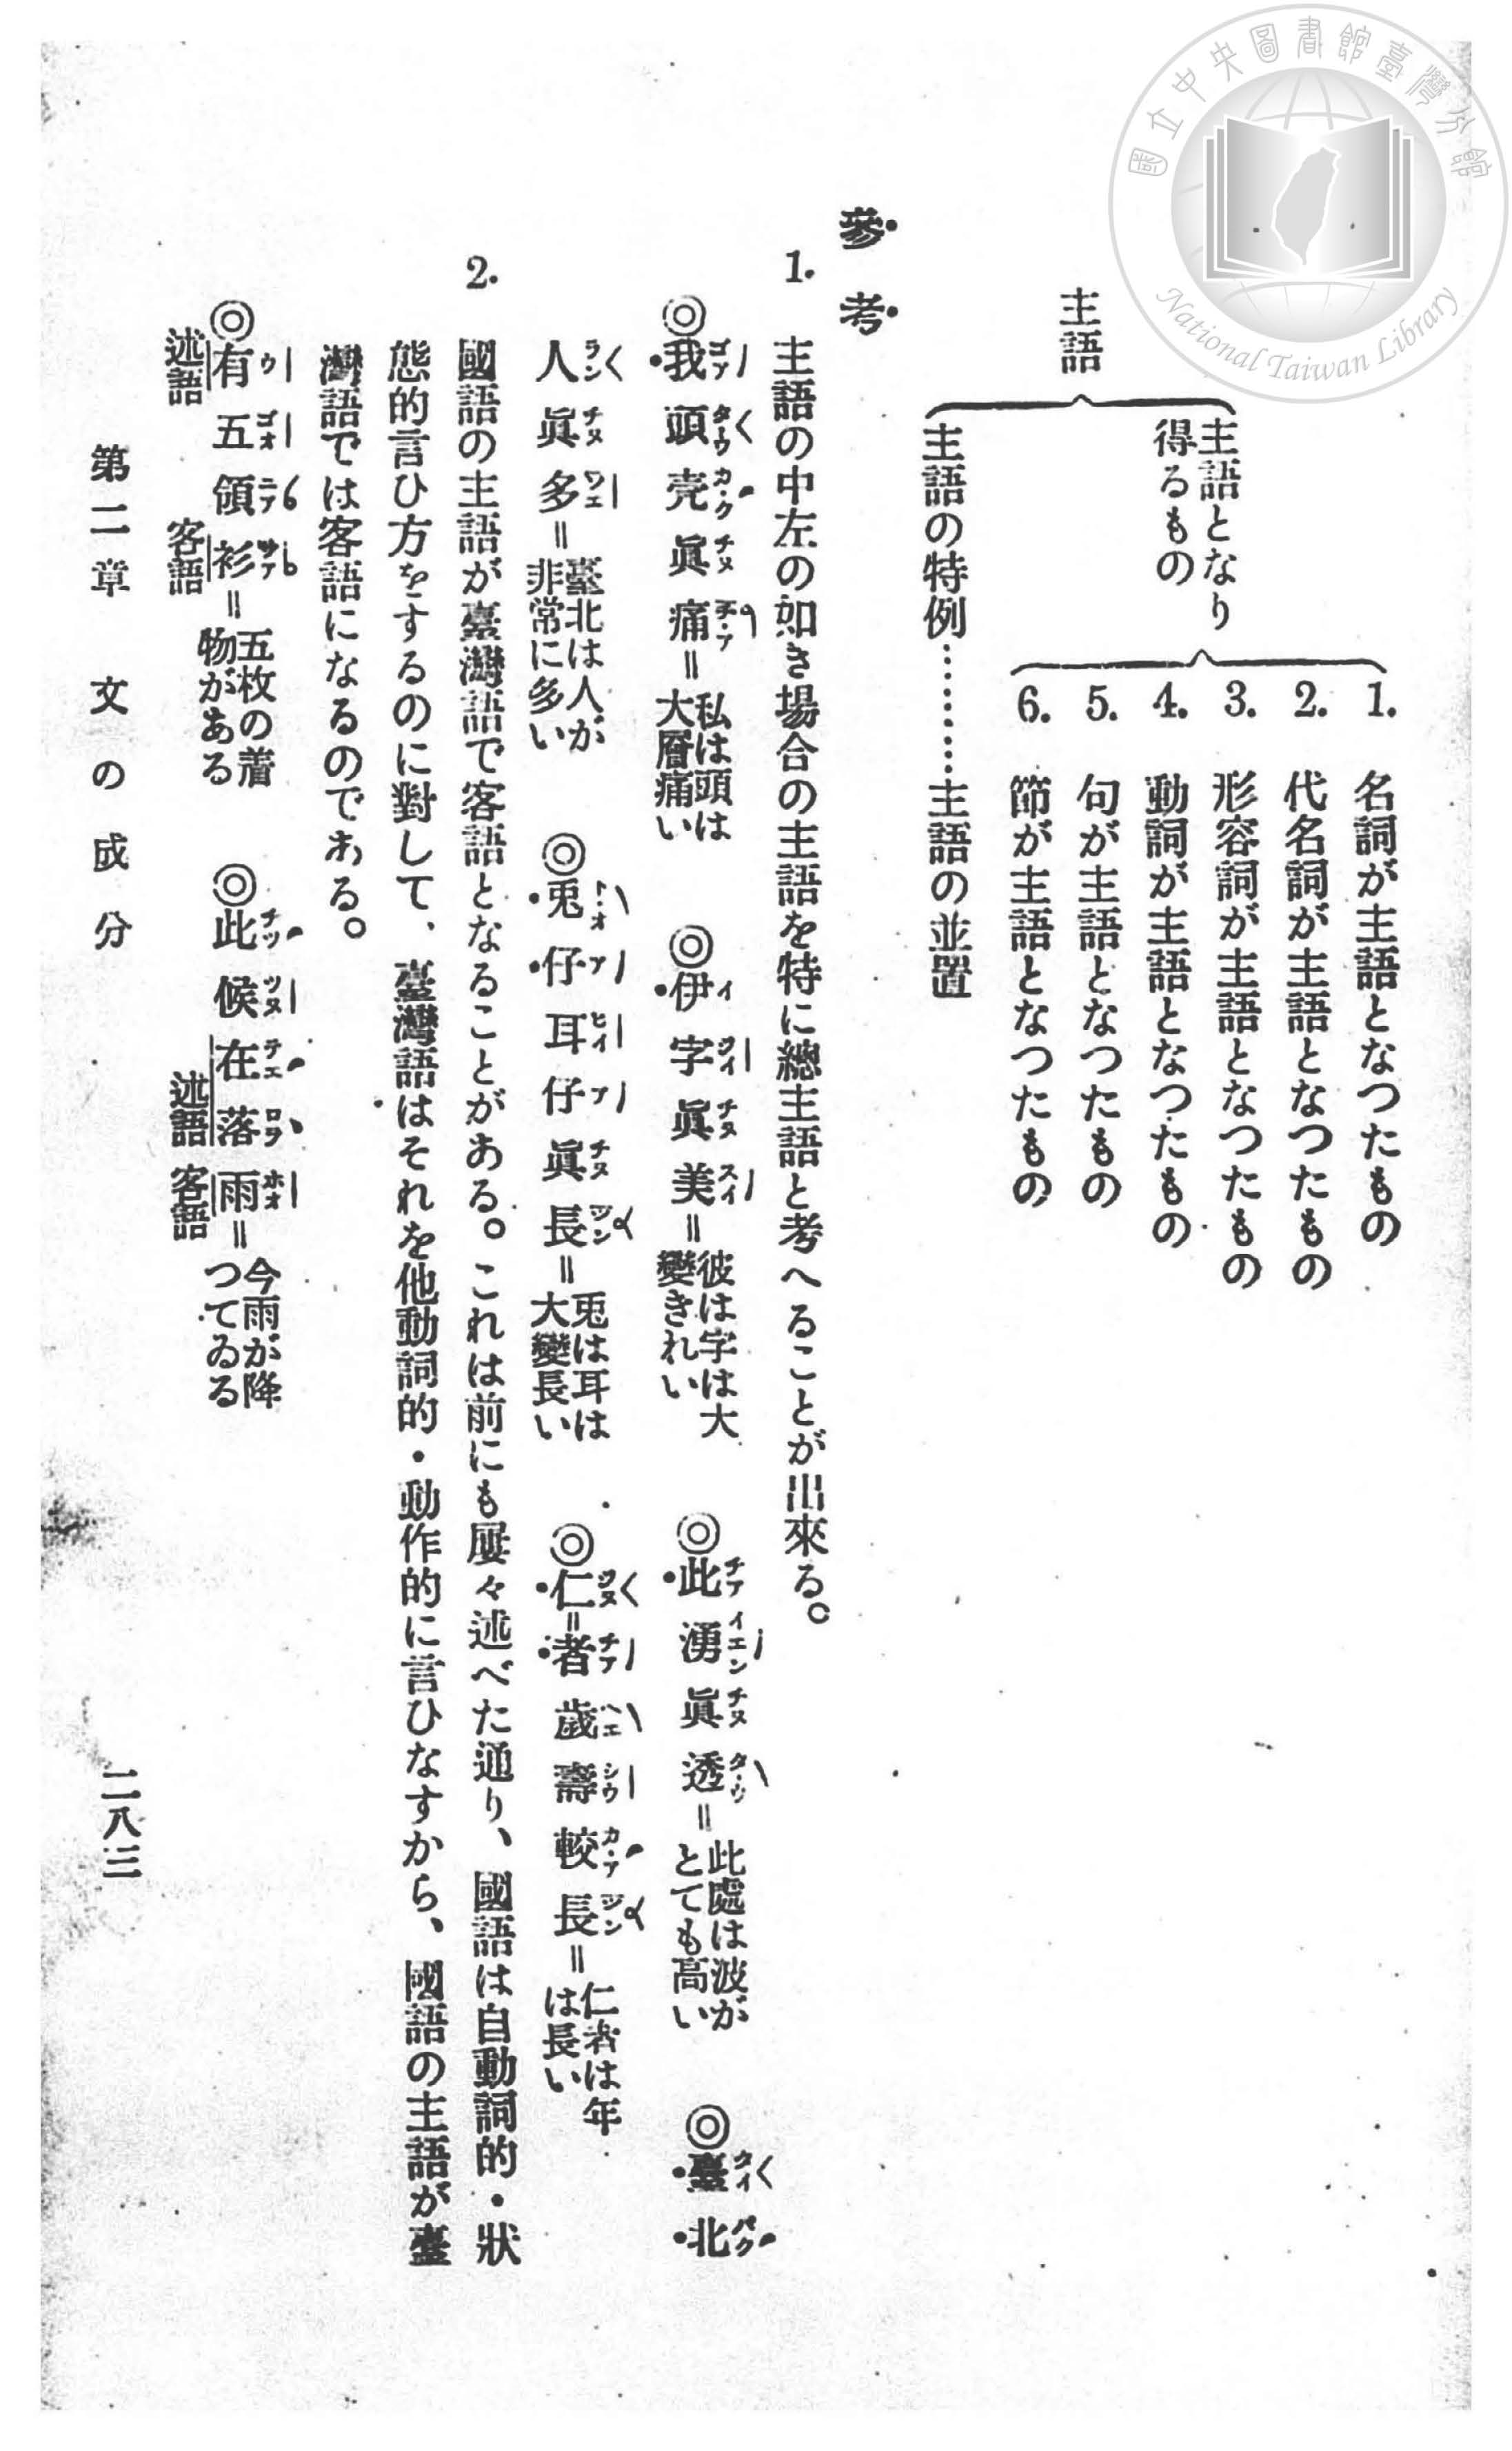 國立中央圖書館臺灣分館
National Taiwan Library
主語
主語となり
得るもの
1. 名詞が主語となつたもの
2. 代名詞が主語となつたもの
3. 形容詞が主語となつたもの
4. 動詞が主語となつたもの
5. 句が主語となつたもの
6. 節が主語となつたもの
主語の特例………主語の並置
參考
1. 主語の中左の如き場合の主語を特に總主語と考へることが出來る。
◎我頭壳眞痛＝私は頭は大層痛い ◎伊字眞美＝彼は字は大變きれい ◎此湧眞透＝此處は波がとても高い ◎臺北
人眞多＝臺北は人が非常に多い ◎兎仔耳仔眞長＝兎は耳は大變長い ◎仁＝者歲壽較長＝仁者は年は長い
2. 國語の主語が臺灣語で客語となることがある。これは前にも屢々述べた通り、國語は自動詞的・狀
態的言ひ方をするのに對して、臺灣語はそれを他動詞的・動作的に言ひなすから、國語の主語が臺
灣語では客語になるのである。
◎有五領衫＝五枚の着物がある ◎此候在落雨＝今雨が降つてゐる
述語 客語 述語 客語
第二章 文の成分 二八三